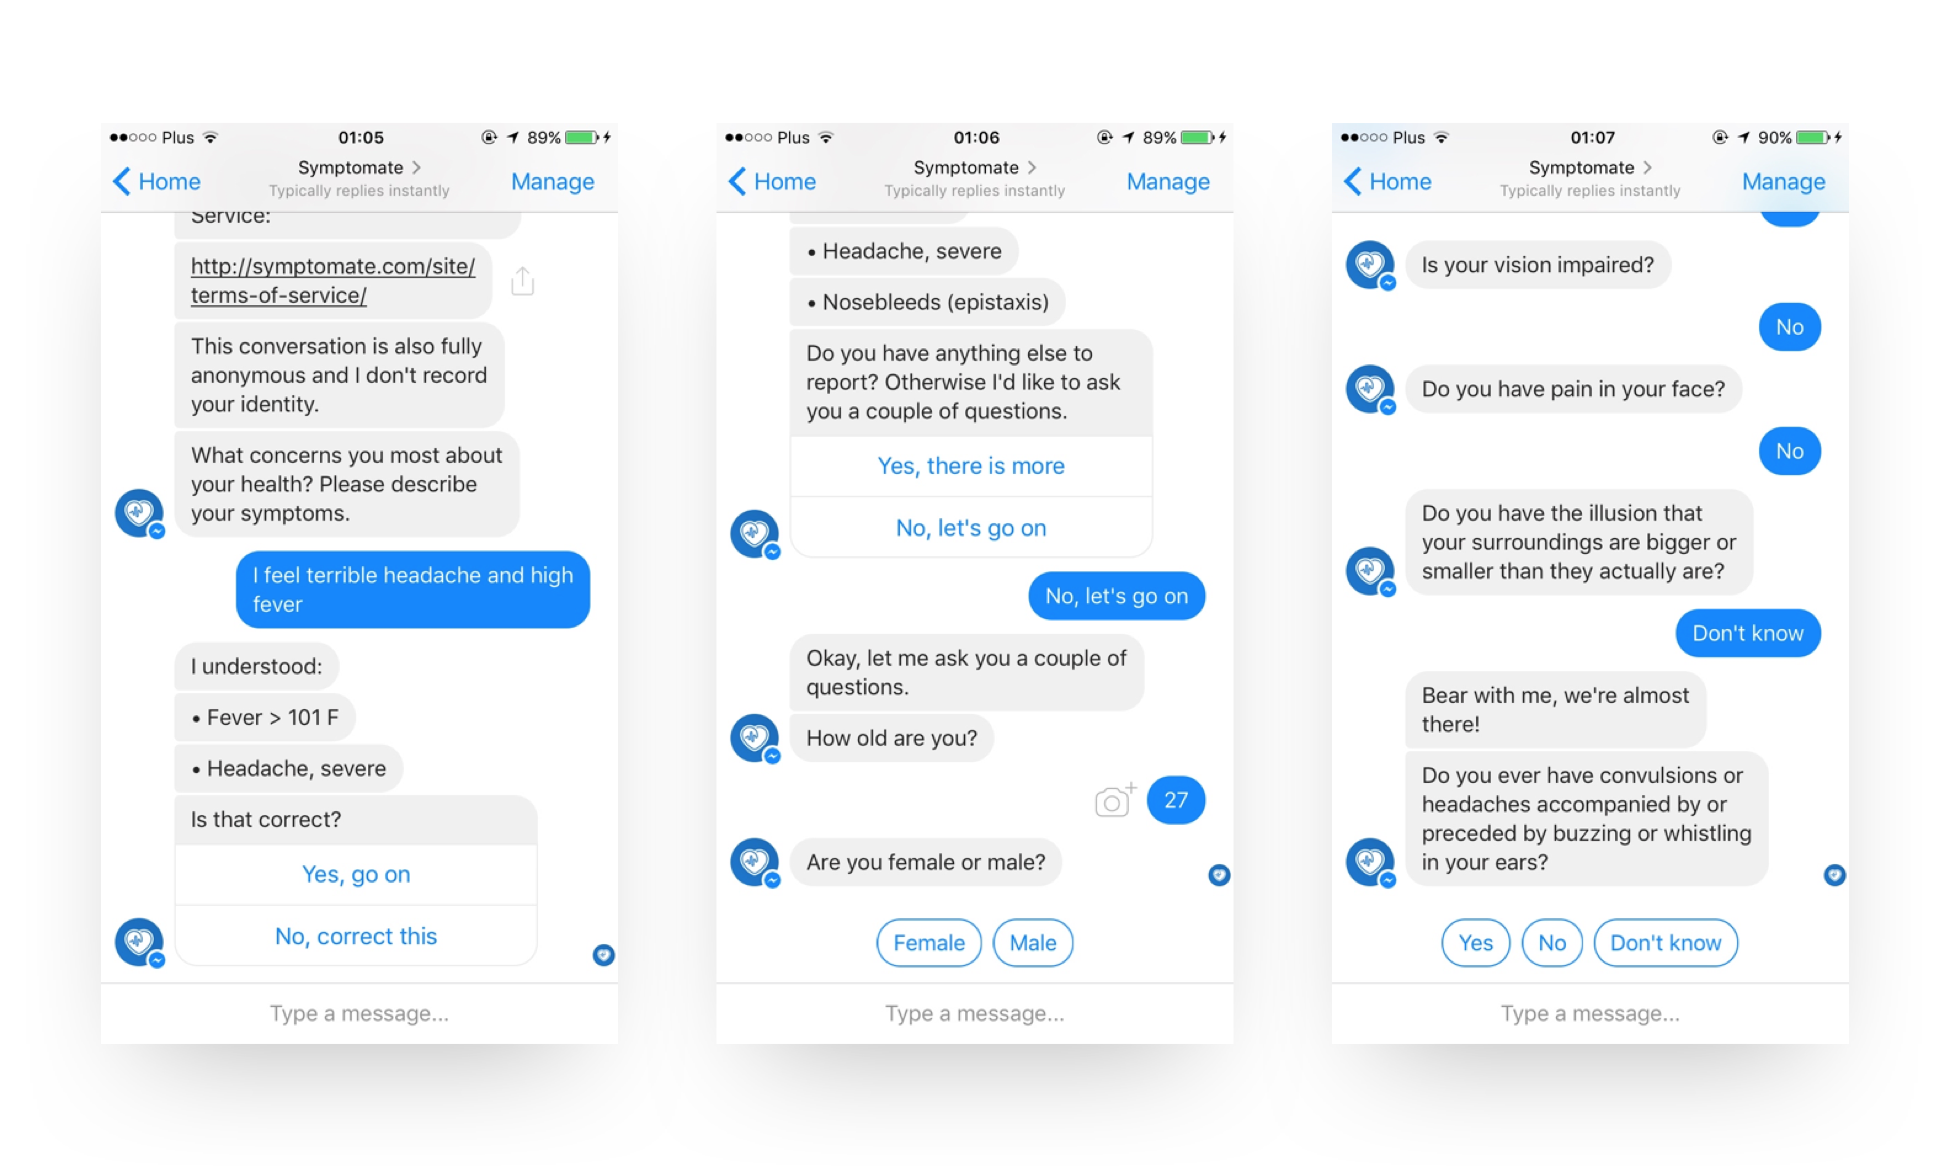 Plus 01:05 89%
Home Symptomate Manage
Typically replies instantly
Service:
http://symptomate.com/site/
terms-of-service/
This conversation is also fully
anonymous and I don't record
your identity.
What concerns you most about
your health? Please describe
your symptoms.
I feel terrible headache and high
fever
I understood:
• Fever > 101 F
• Headache, severe
Is that correct?
Yes, go on
No, correct this
Type a message...
Plus 01:06 89%
Home Symptomate Manage
Typically replies instantly
• Headache, severe
• Nosebleeds (epistaxis)
Do you have anything else to
report? Otherwise I'd like to ask
you a couple of questions.
Yes, there is more
No, let's go on
No, let's go on
Okay, let me ask you a couple of
questions.
How old are you?
27
Are you female or male?
Female Male
Type a message...
Plus 01:07 90%
Home Symptomate Manage
Typically replies instantly
Is your vision impaired?
No
Do you have pain in your face?
No
Do you have the illusion that
your surroundings are bigger or
smaller than they actually are?
Don't know
Bear with me, we're almost
there!
Do you ever have convulsions or
headaches accompanied by or
preceded by buzzing or whistling
in your ears?
Yes No Don't know
Type a message...